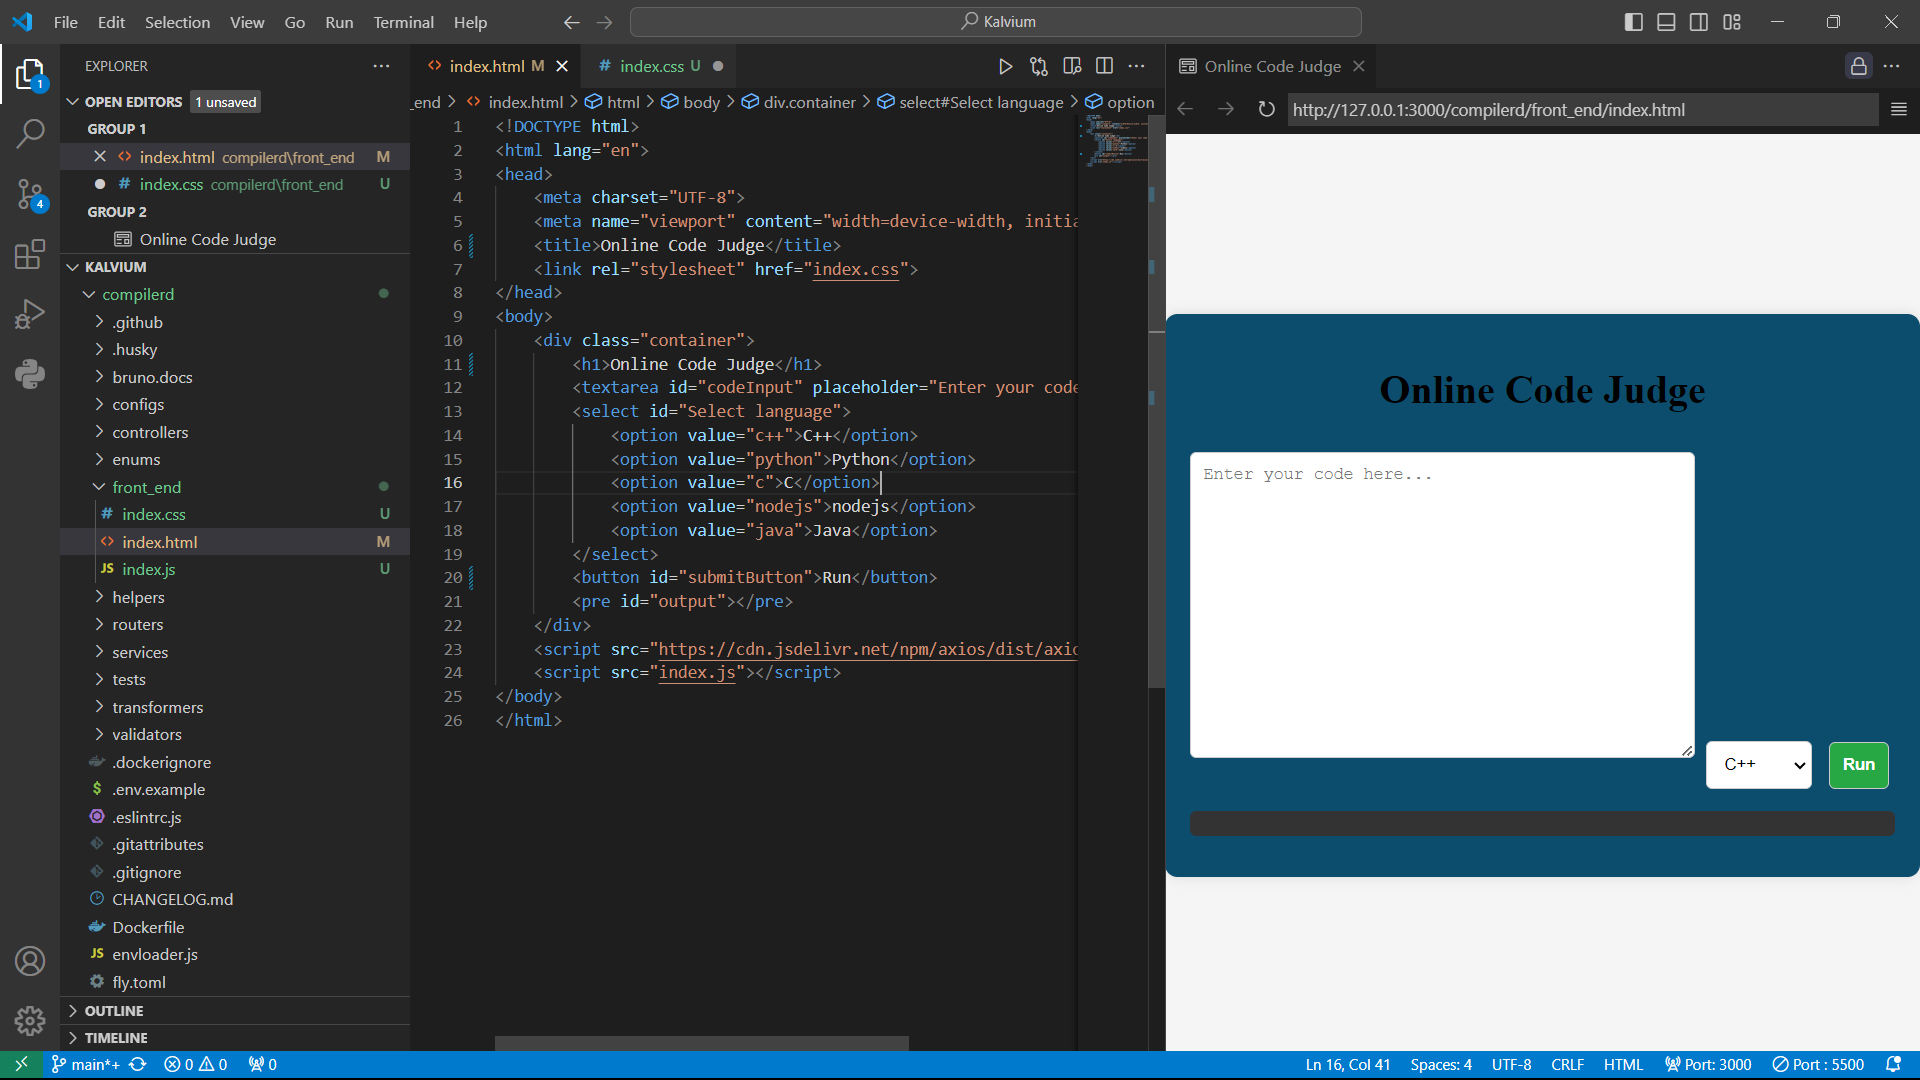 File Edit Selection View Go Run Terminal Help
Kalvium
EXPLORER
OPEN EDITORS 1 unsaved
GROUP 1
index.html compilerd\front_end M
# index.css compilerd\front_end U
GROUP 2
Online Code Judge
KALVIUM
compilerd
.github
.husky
bruno.docs
configs
controllers
enums
front_end
# index.css U
index.html M
JS index.js U
helpers
routers
services
tests
transformers
validators
.dockerignore
$ .env.example
.eslintrc.js
.gitattributes
.gitignore
CHANGELOG.md
Dockerfile
JS envloader.js
fly.toml
OUTLINE
TIMELINE
1
4
index.html M
# index.css U
_end > index.html > html > body > div.container > select#Select language > option
1 <!DOCTYPE html>
2 <html lang="en">
3 <head>
4 <meta charset="UTF-8">
5 <meta name="viewport" content="width=device-width, initia
6 <title>Online Code Judge</title>
7 <link rel="stylesheet" href="index.css">
8 </head>
9 <body>
10 <div class="container">
11 <h1>Online Code Judge</h1>
12 <textarea id="codeInput" placeholder="Enter your code
13 <select id="Select language">
14 <option value="c++">C++</option>
15 <option value="python">Python</option>
16 <option value="c">C</option>
17 <option value="nodejs">nodejs</option>
18 <option value="java">Java</option>
19 </select>
20 <button id="submitButton">Run</button>
21 <pre id="output"></pre>
22 </div>
23 <script src="https://cdn.jsdelivr.net/npm/axios/dist/axio
24 <script src="index.js"></script>
25 </body>
26 </html>
Online Code Judge
http://127.0.0.1:3000/compilerd/front_end/index.html
Online Code Judge
Enter your code here...
C++
Run
main*+ 0 0 0
Ln 16, Col 41 Spaces: 4 UTF-8 CRLF HTML Port: 3000 Port : 5500